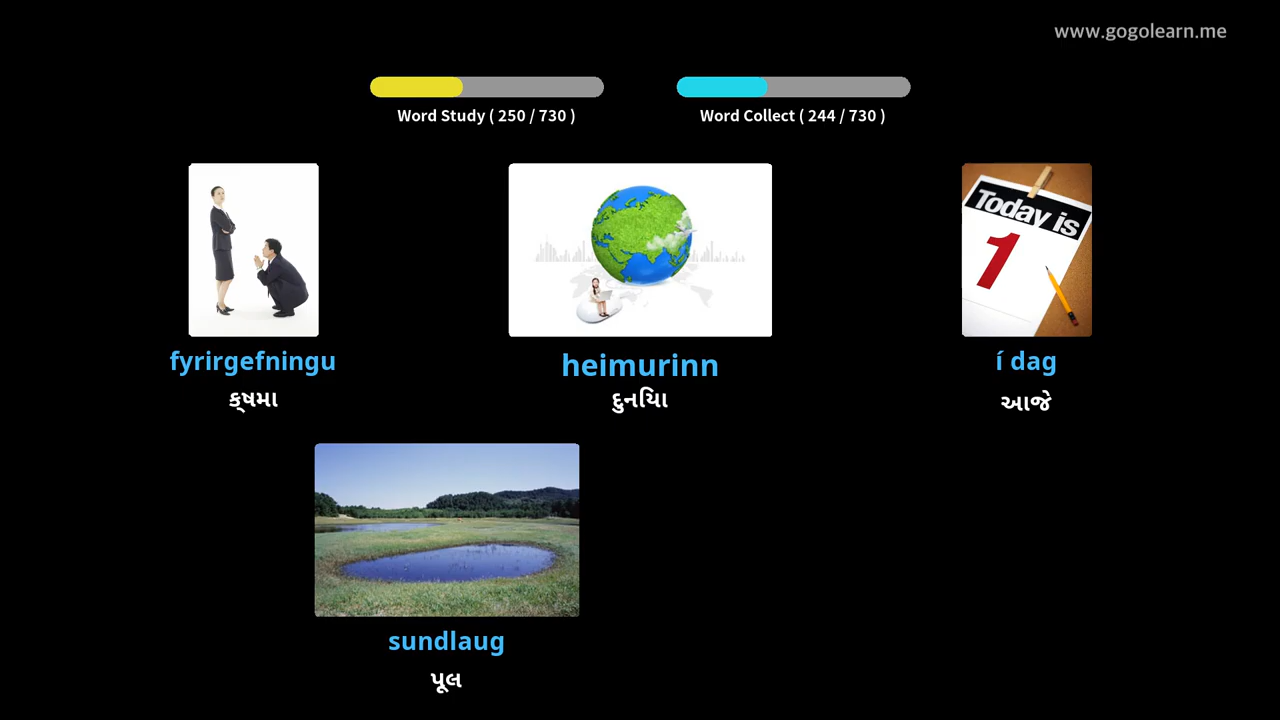 www.gogolearn.me
Word Study ( 250 / 730 )
Word Collect ( 244 / 730 )
Today is
1
fyrirgefningu
ક્ષમા
heimurinn
દુનિયા
í dag
આજે
sundlaug
પૂલ